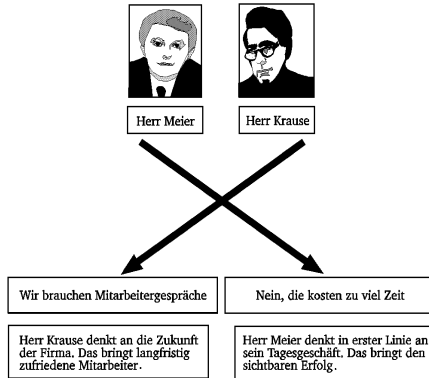 Herr Meier
Herr Krause
Wir brauchen Mitarbeitergespräche
Nein, die kosten zu viel Zeit
Herr Krause denkt an die Zukunft
der Firma. Das bringt langfristig
zufriedene Mitarbeiter.
Herr Meier denkt in erster Linie an
sein Tagesgeschäft. Das bringt den
sichtbaren Erfolg.